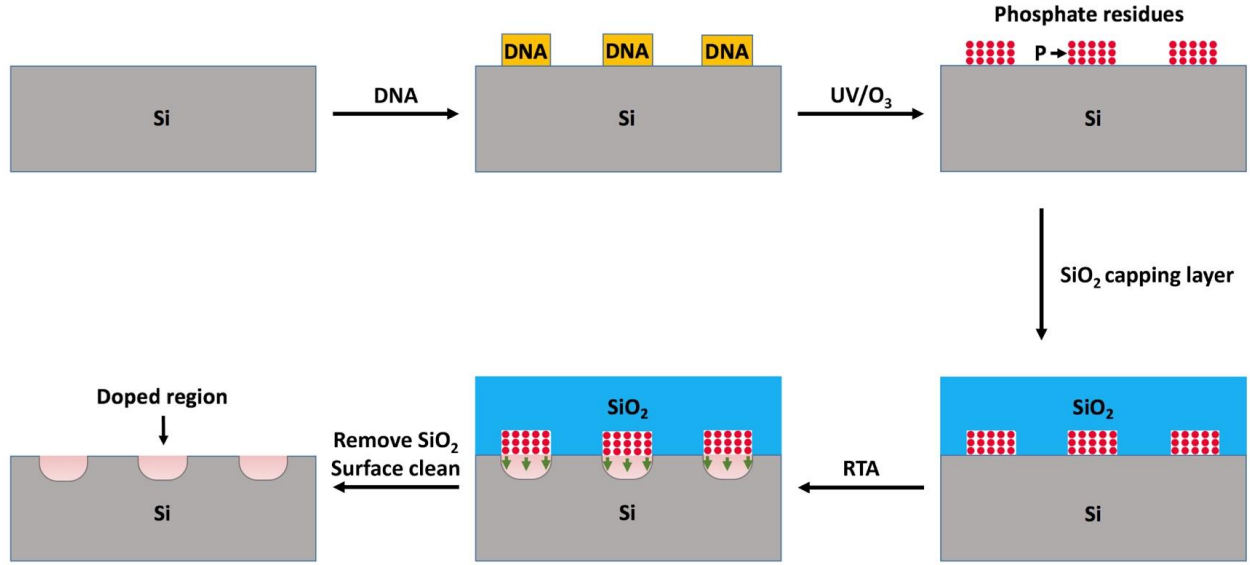 Si
DNA
DNA
DNA
DNA
Si
UV/O₃
Phosphate residues
P
Si
SiO₂ capping layer
SiO₂
Si
RTA
SiO₂
Si
Remove SiO₂
Surface clean
Doped region
Si